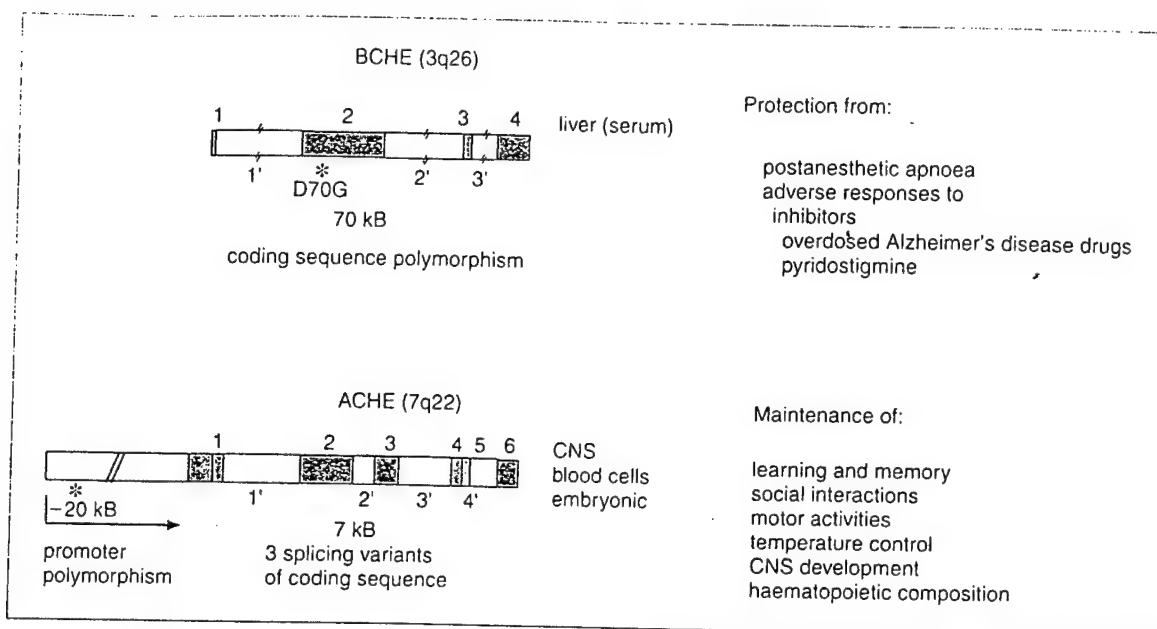 BCHE (3q26)
1 2 3 4
liver (serum)
1' 2' 3'
*
D70G
70 kB
coding sequence polymorphism
Protection from:
postanesthetic apnoea
adverse responses to
inhibitors
overdosed Alzheimer's disease drugs
pyridostigmine
ACHE (7q22)
1 2 3 4 5 6
CNS
blood cells
embryonic
1' 2' 3' 4'
*
−20 kB
promoter
polymorphism
7 kB
3 splicing variants
of coding sequence
Maintenance of:
learning and memory
social interactions
motor activities
temperature control
CNS development
haematopoietic composition